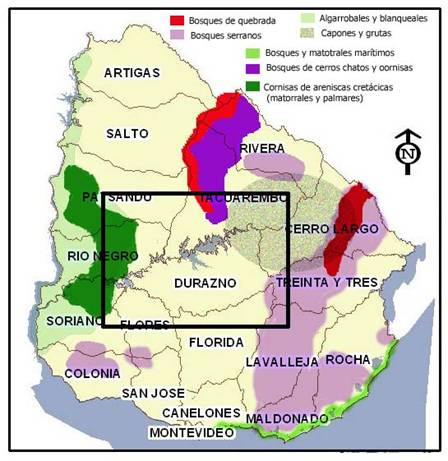 Bosques de quebrada
Bosques serranos
Algarrobales y blanqueales
Capones y grutas
Bosques y matotrales marítimos
Bosques de cerros chatos y oornisas
Cornisas de areniscas cretácicas
(matorrales y palmares)
ARTIGAS
SALTO
RIVERA
N
PAYSANDÚ
TACUAREMBO
CERRO LARGO
RIO NEGRO
DURAZNO
TREINTA Y TRES
SORIANO
FLORES
FLORIDA
LAVALLEJA
ROCHA
COLONIA
SAN JOSE
CANELONES
MALDONADO
MONTEVIDEO